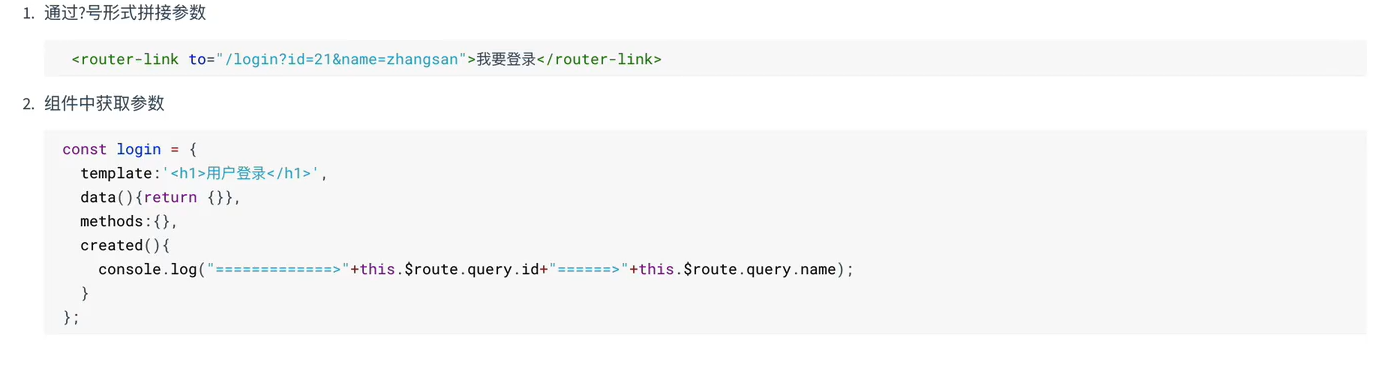 1. 通过?号形式拼接参数
<router-link to="/login?id=21&name=zhangsan">我要登录</router-link>
2. 组件中获取参数
const login = {
  template:'<h1>用户登录</h1>',
  data(){return {}},
  methods:{},
  created(){
    console.log("=============>"+this.$route.query.id+"======>"+this.$route.query.name);
  }
};